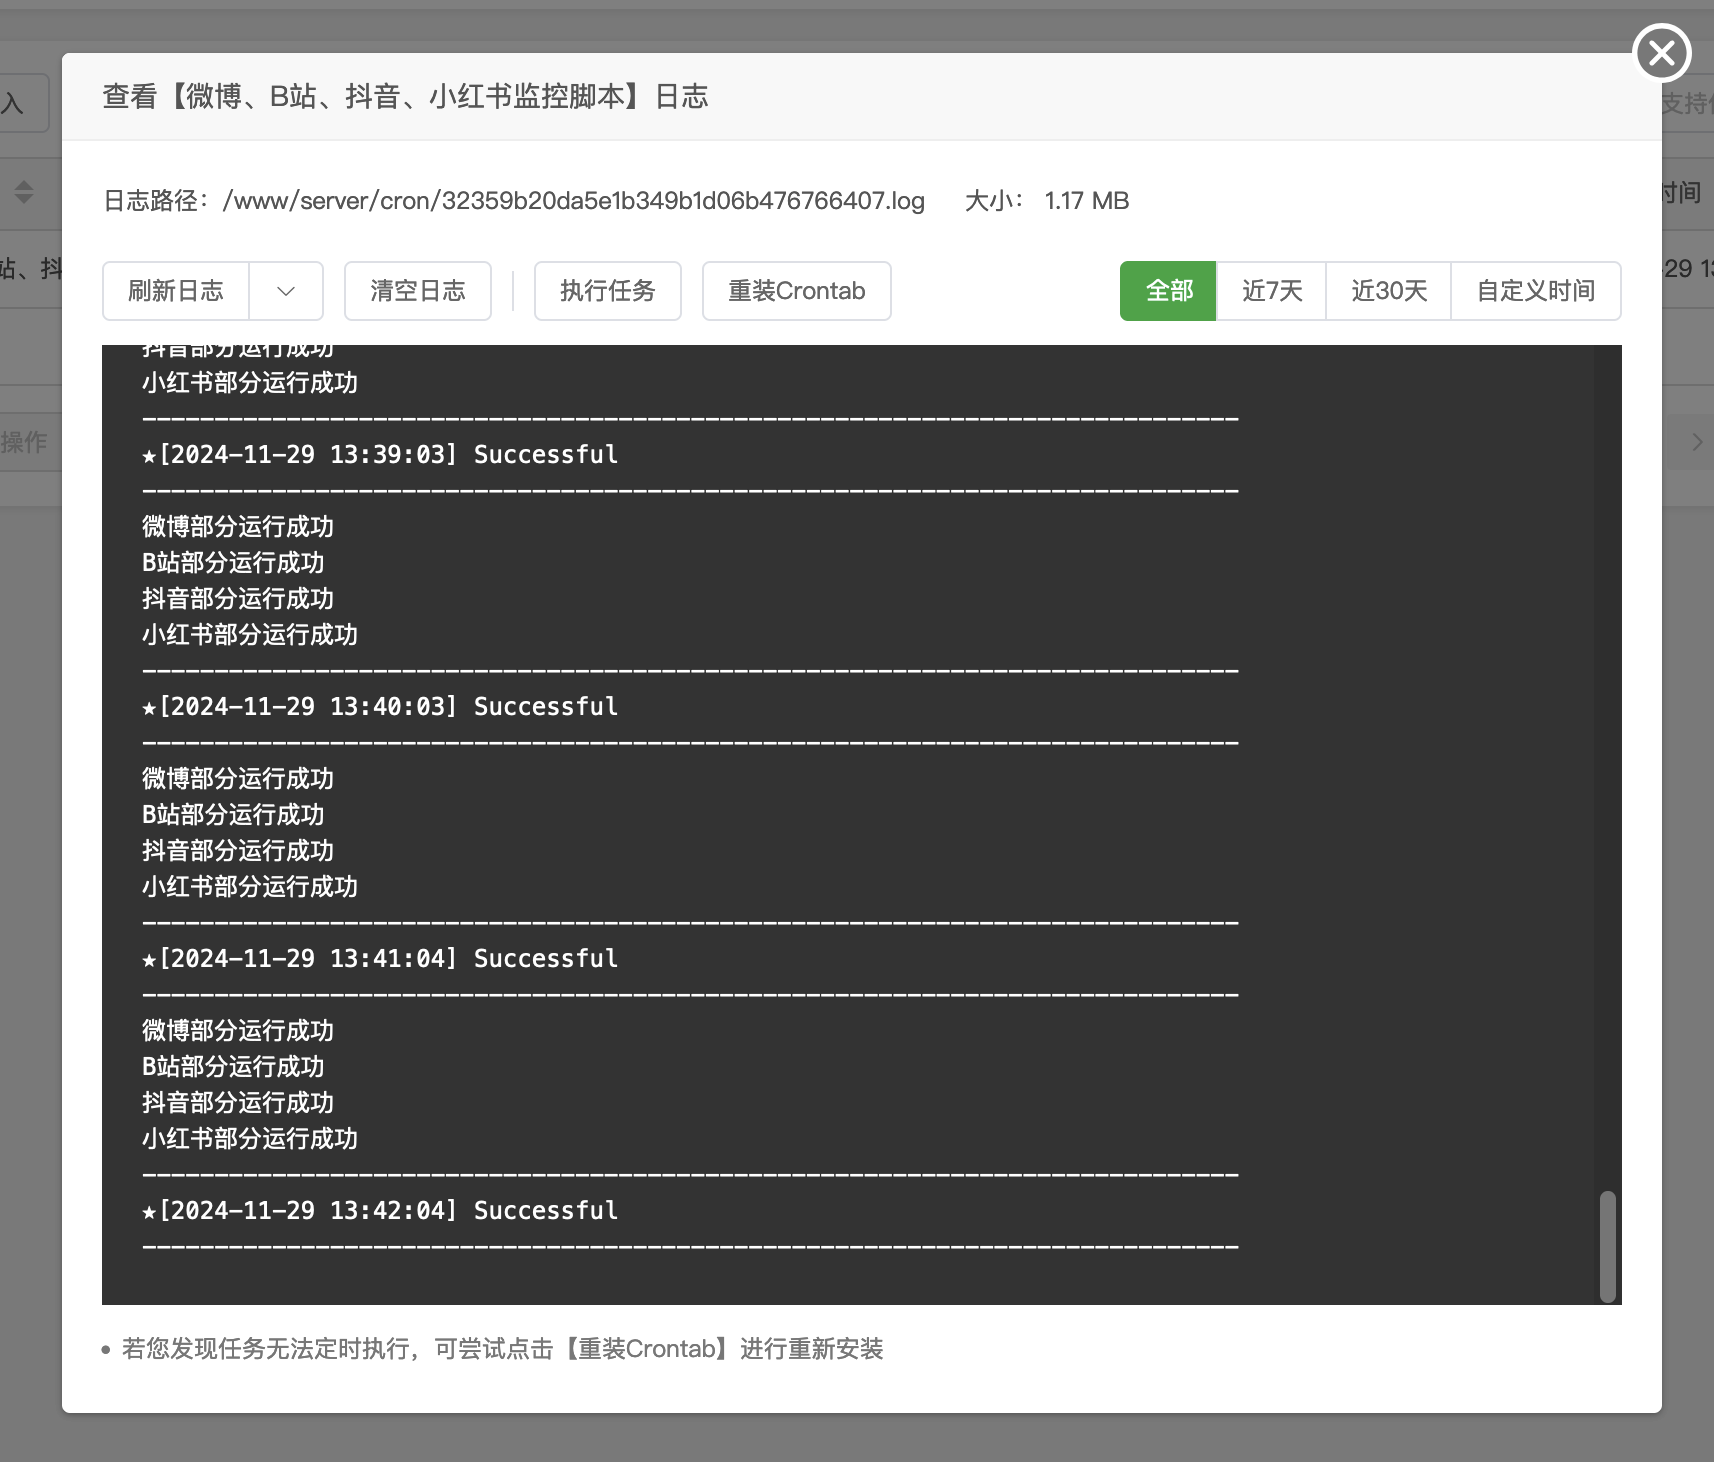 查看【微博、B站、抖音、小红书监控脚本】日志
入
支持
日志路径：/www/server/cron/32359b20da5e1b349b1d06b476766407.log 大小： 1.17 MB
时间
站、抖
-29 13
刷新日志 清空日志 执行任务 重装Crontab 全部 近7天 近30天 自定义时间
抖音部分运行成功
小红书部分运行成功
----------------------------------------------------------------------------
★[2024-11-29 13:39:03] Successful
----------------------------------------------------------------------------
微博部分运行成功
B站部分运行成功
抖音部分运行成功
小红书部分运行成功
----------------------------------------------------------------------------
★[2024-11-29 13:40:03] Successful
----------------------------------------------------------------------------
微博部分运行成功
B站部分运行成功
抖音部分运行成功
小红书部分运行成功
----------------------------------------------------------------------------
★[2024-11-29 13:41:04] Successful
----------------------------------------------------------------------------
微博部分运行成功
B站部分运行成功
抖音部分运行成功
小红书部分运行成功
----------------------------------------------------------------------------
★[2024-11-29 13:42:04] Successful
----------------------------------------------------------------------------
操作
• 若您发现任务无法定时执行，可尝试点击【重装Crontab】进行重新安装